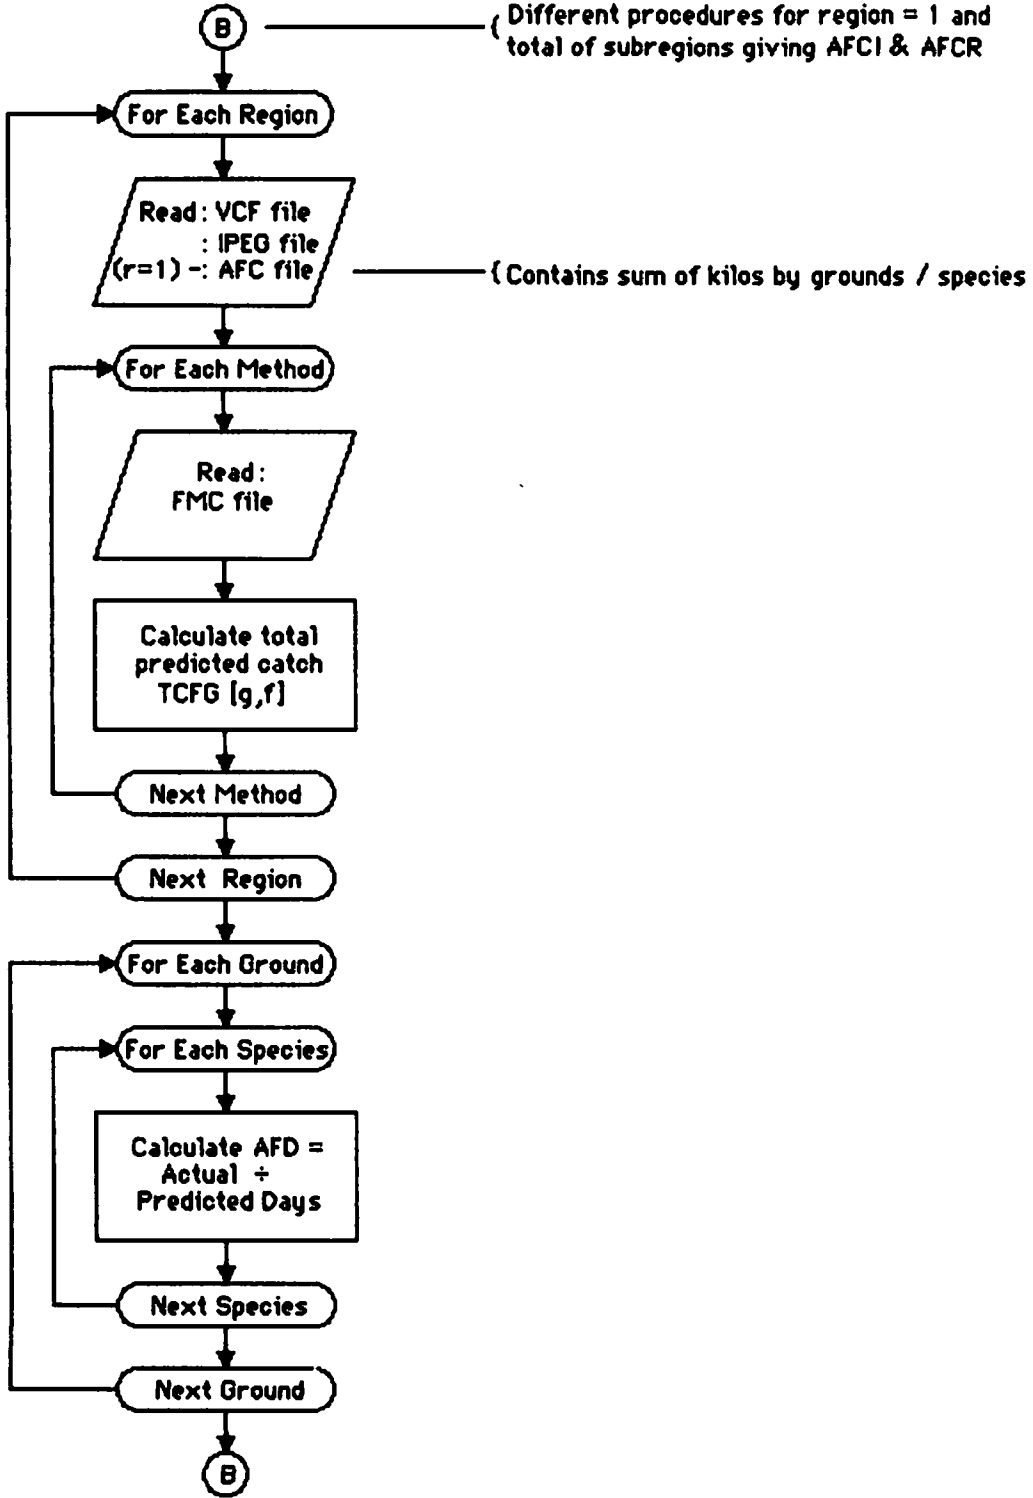 B
( Different procedures for region = 1 and
total of subregions giving AFCI & AFCR
For Each Region
Read : VCF file
: IPEG file
(r=1) -: AFC file
( Contains sum of kilos by grounds / species
For Each Method
Read :
FMC file
Calculate total
predicted catch
TCFG [g,f]
Next Method
Next Region
For Each Ground
For Each Species
Calculate AFD =
Actual ÷
Predicted Days
Next Species
Next Ground
B